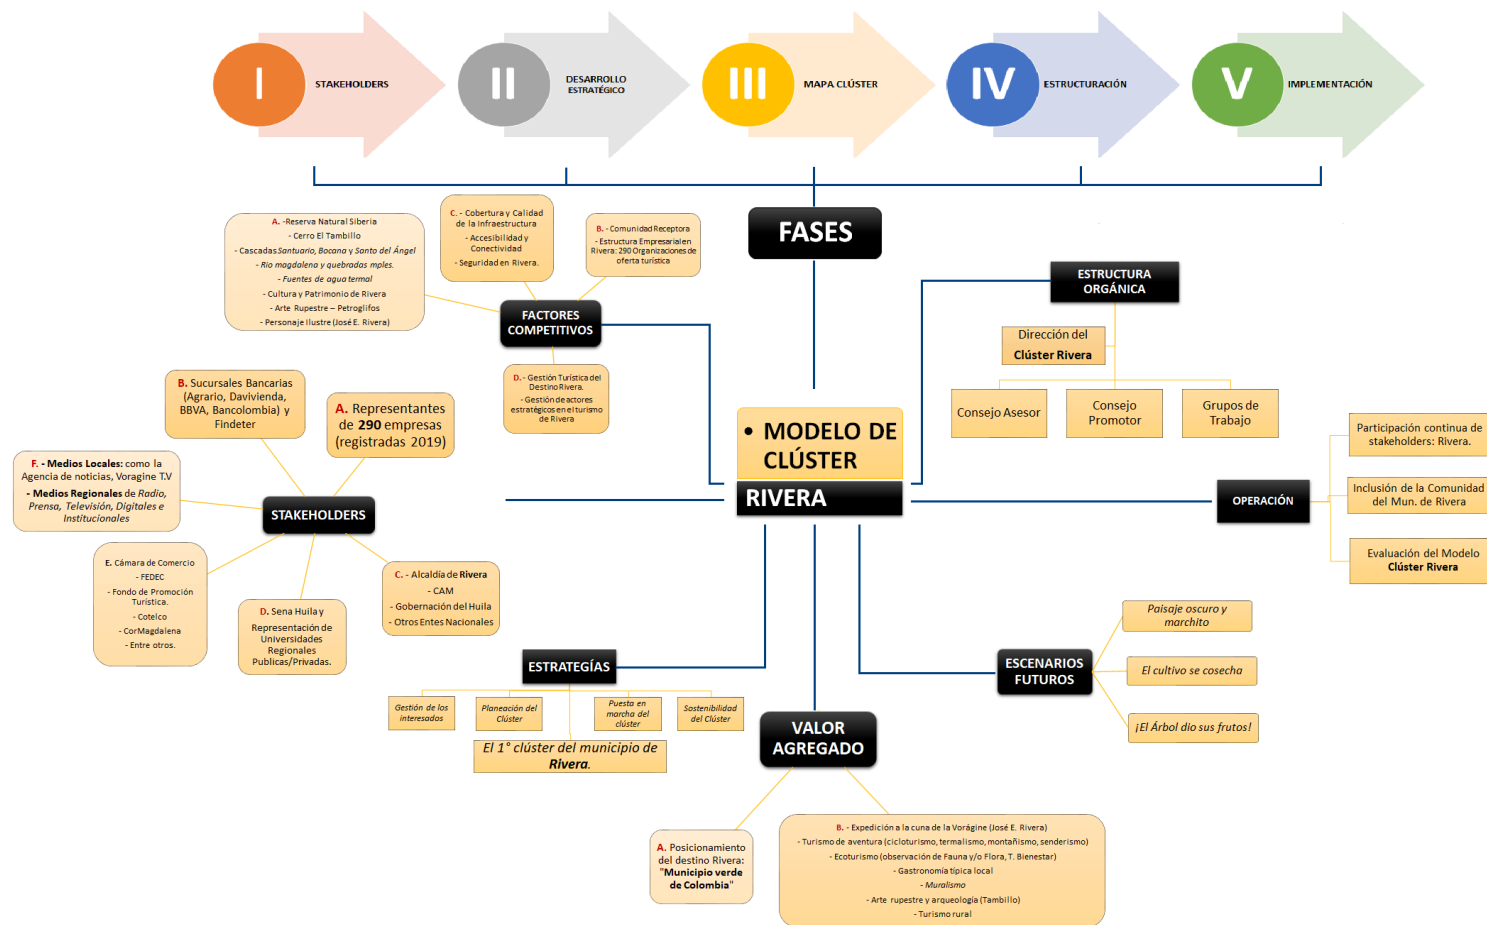 I
STAKEHOLDERS
II
DESARROLLO
ESTRATÉGICO
III
MAPA CLÚSTER
IV
ESTRUCTURACIÓN
V
IMPLEMENTACIÓN
FASES
A. -Reserva Natural Siberia
- Cerro El Tambillo
- Cascadas Santuario, Bocana y Santo del Ángel
- Rio magdalena y quebradas mples.
- Fuentes de agua termal
- Cultura y Patrimonio de Rivera
- Arte Rupestre – Petroglifos
- Personaje Ilustre (José E. Rivera)
C. - Cobertura y Calidad
de la Infraestructura
- Accesibilidad y
Conectividad
- Seguridad en Rivera.
B. - Comunidad Receptora
- Estructura Empresarial en
Rivera: 290 Organizaciones de
oferta turística
FACTORES
COMPETITIVOS
D. - Gestión Turística del
Destino Rivera.
- Gestión de actores
estratégicos en el turismo
de Rivera
ESTRUCTURA
ORGÁNICA
Dirección del
Clúster Rivera
Consejo Asesor
Consejo
Promotor
Grupos de
Trabajo
• MODELO DE
CLÚSTER
RIVERA
B. Sucursales Bancarias
(Agrario, Davivienda,
BBVA, Bancolombia) y
Findeter
A. Representantes
de 290 empresas
(registradas 2019)
F. - Medios Locales: como la
Agencia de noticias, Voragine T.V
- Medios Regionales de Radio,
Prensa, Televisión, Digitales e
Institucionales
STAKEHOLDERS
E. Cámara de Comercio
- FEDEC
- Fondo de Promoción
Turística.
- Cotelco
- CorMagdalena
- Entre otros.
D. Sena Huila y
Representación de
Universidades
Regionales
Publicas/Privadas.
C. - Alcaldía de Rivera
- CAM
- Gobernación del Huila
- Otros Entes Nacionales
OPERACIÓN
Participación continua de
stakeholders: Rivera.
Inclusión de la Comunidad
del Mun. de Rivera
Evaluación del Modelo
Clúster Rivera
ESTRATEGÍAS
Gestión de los
interesados
Planeación del
Clúster
Puesta en
marcha del
clúster
Sostenibilidad
del Clúster
El 1° clúster del municipio de
Rivera.
ESCENARIOS
FUTUROS
Paisaje oscuro y
marchito
El cultivo se cosecha
¡El Árbol dio sus frutos!
VALOR
AGREGADO
A. Posicionamiento
del destino Rivera:
"Municipio verde
de Colombia"
B. - Expedición a la cuna de la Vorágine (José E. Rivera)
- Turismo de aventura (cicloturismo, termalismo, montañismo, senderismo)
- Ecoturismo (observación de Fauna y/o Flora, T. Bienestar)
- Gastronomía típica local
- Muralismo
- Arte rupestre y arqueología (Tambillo)
- Turismo rural